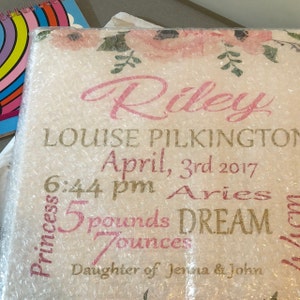 Riley
LOUISE PILKINGTON
April, 3rd 2017
6:44 pm
Aries
Princess
5 pounds
7ounces
DREAM
44cm
Daughter of Jenna & John